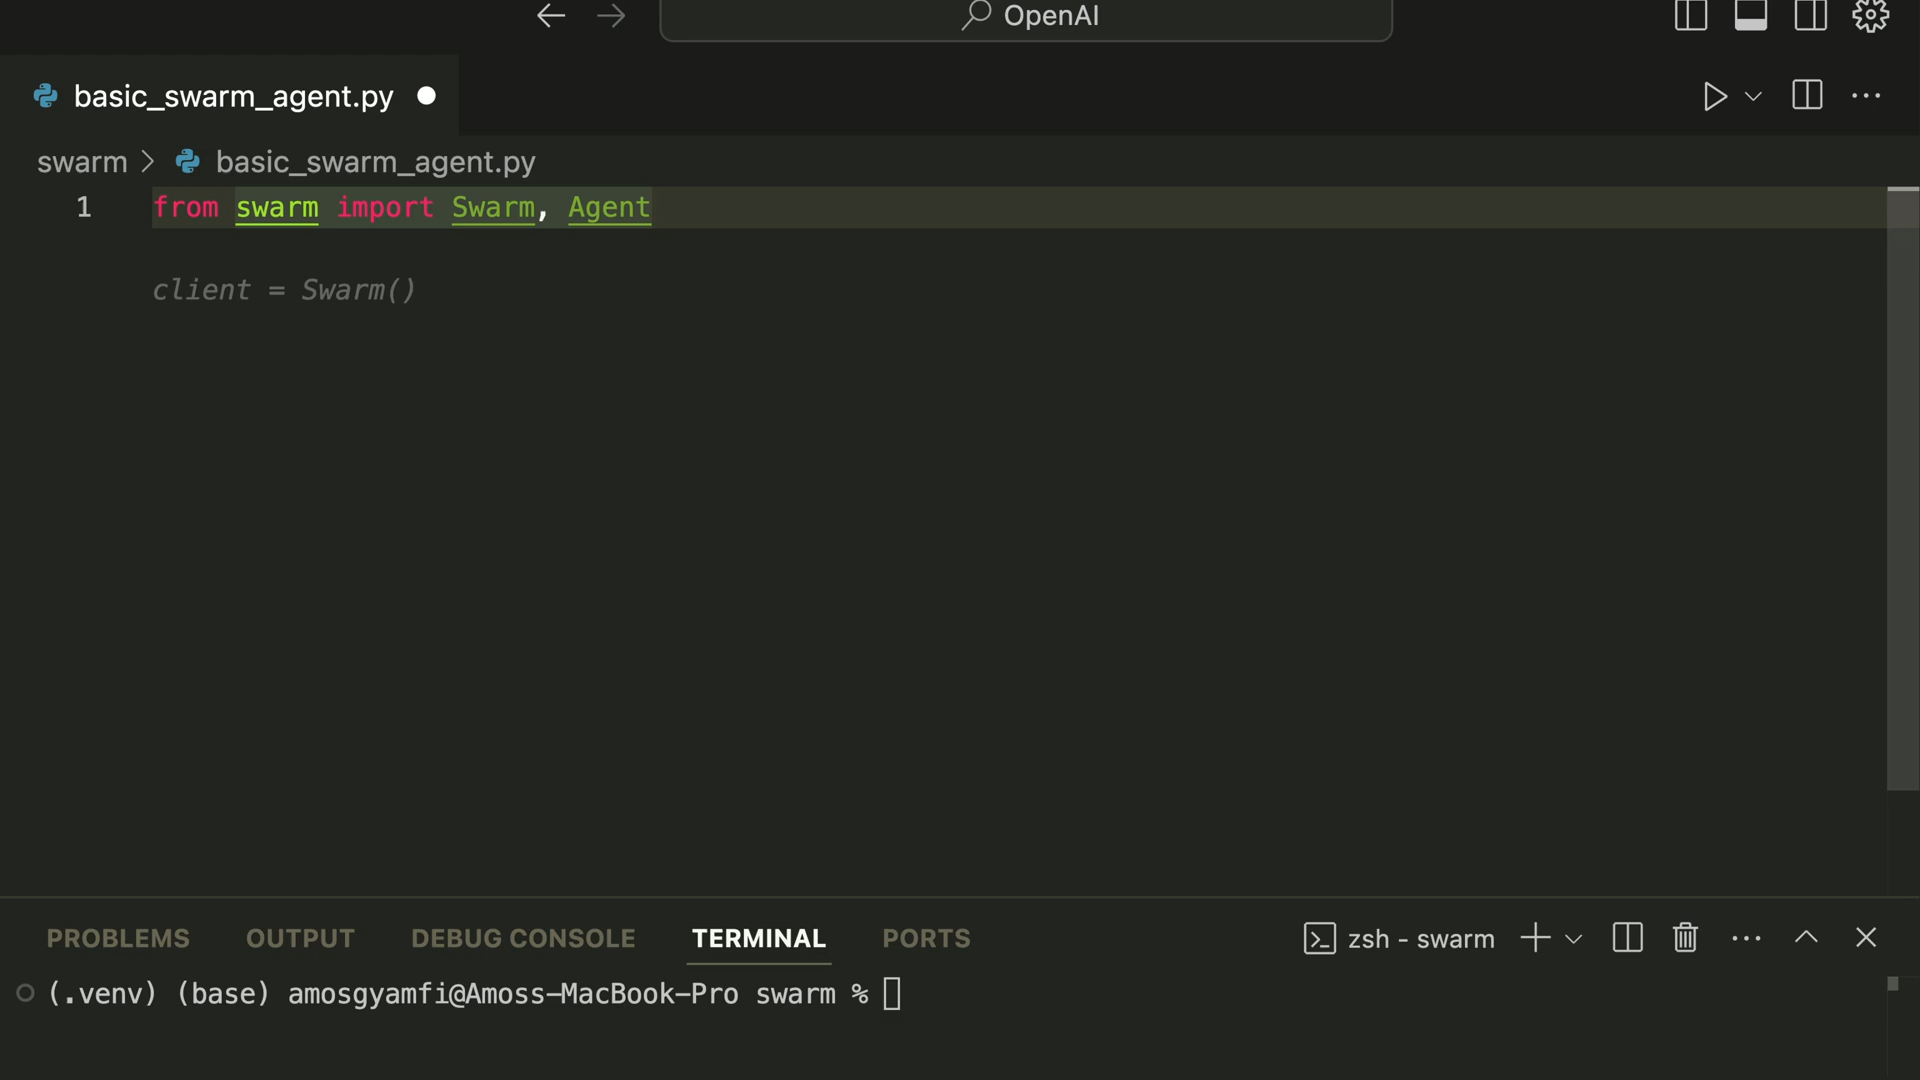 OpenAI
basic_swarm_agent.py
swarm > basic_swarm_agent.py
1 from swarm import Swarm, Agent
client = Swarm()
PROBLEMS OUTPUT DEBUG CONSOLE TERMINAL PORTS zsh - swarm
(.venv) (base) amosgyamfi@Amoss-MacBook-Pro swarm %